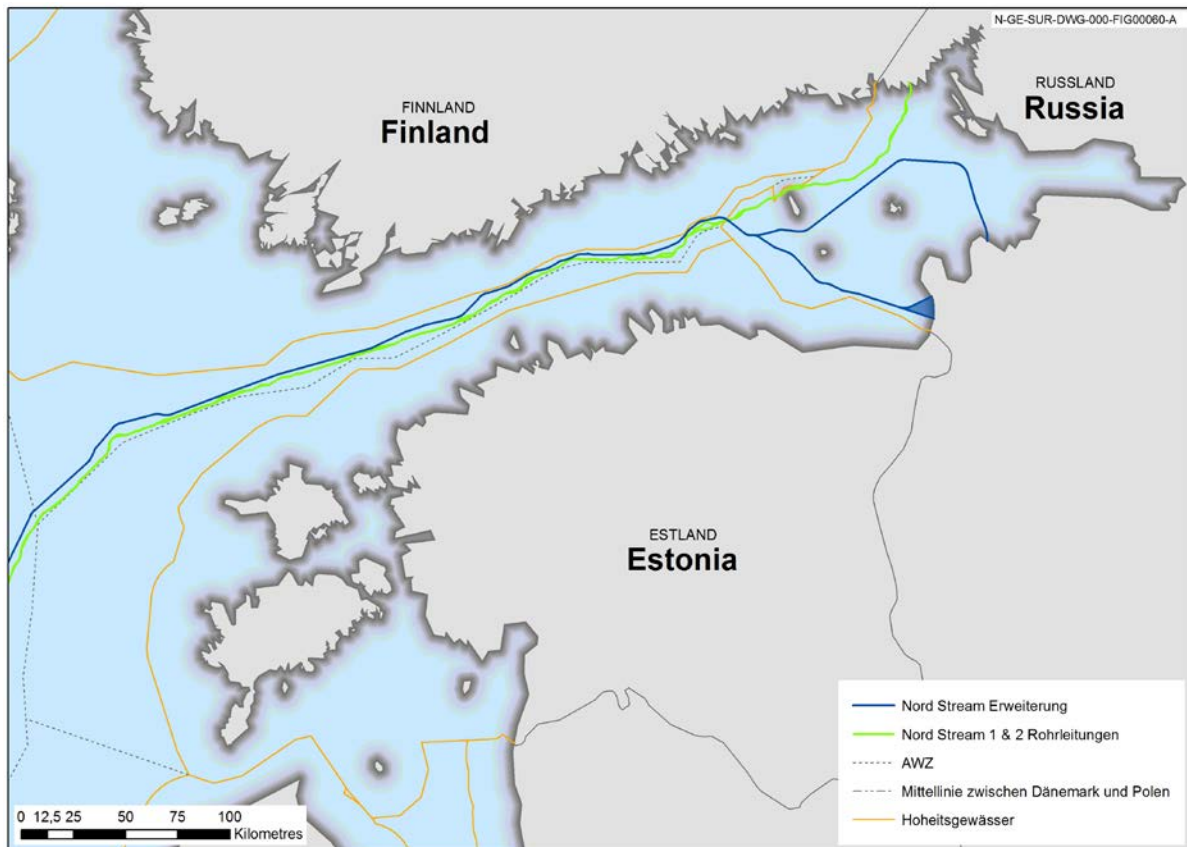 N-GE-SUR-DWG-000-FIG00060-A
RUSSLAND
Russia
FINNLAND
Finland
ESTLAND
Estonia
Nord Stream Erweiterung
Nord Stream 1 & 2 Rohrleitungen
AWZ
Mittellinie zwischen Dänemark und Polen
Hoheitsgewässer
0 12,5 25 50 75 100
Kilometres